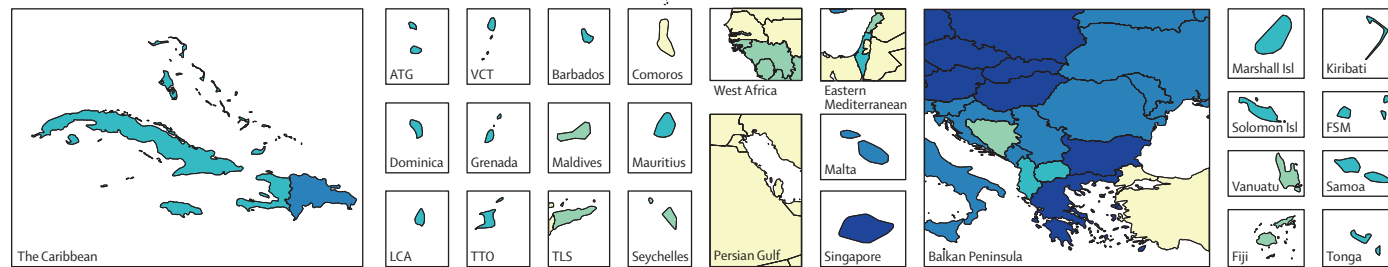 The Caribbean
ATG
VCT
Barbados
Comoros
Dominica
Grenada
Maldives
Mauritius
LCA
TTO
TLS
Seychelles
West Africa
Eastern
Mediterranean
Persian Gulf
Malta
Singapore
Balkan Peninsula
Marshall Isl
Kiribati
Solomon Isl
FSM
Vanuatu
Samoa
Fiji
Tonga